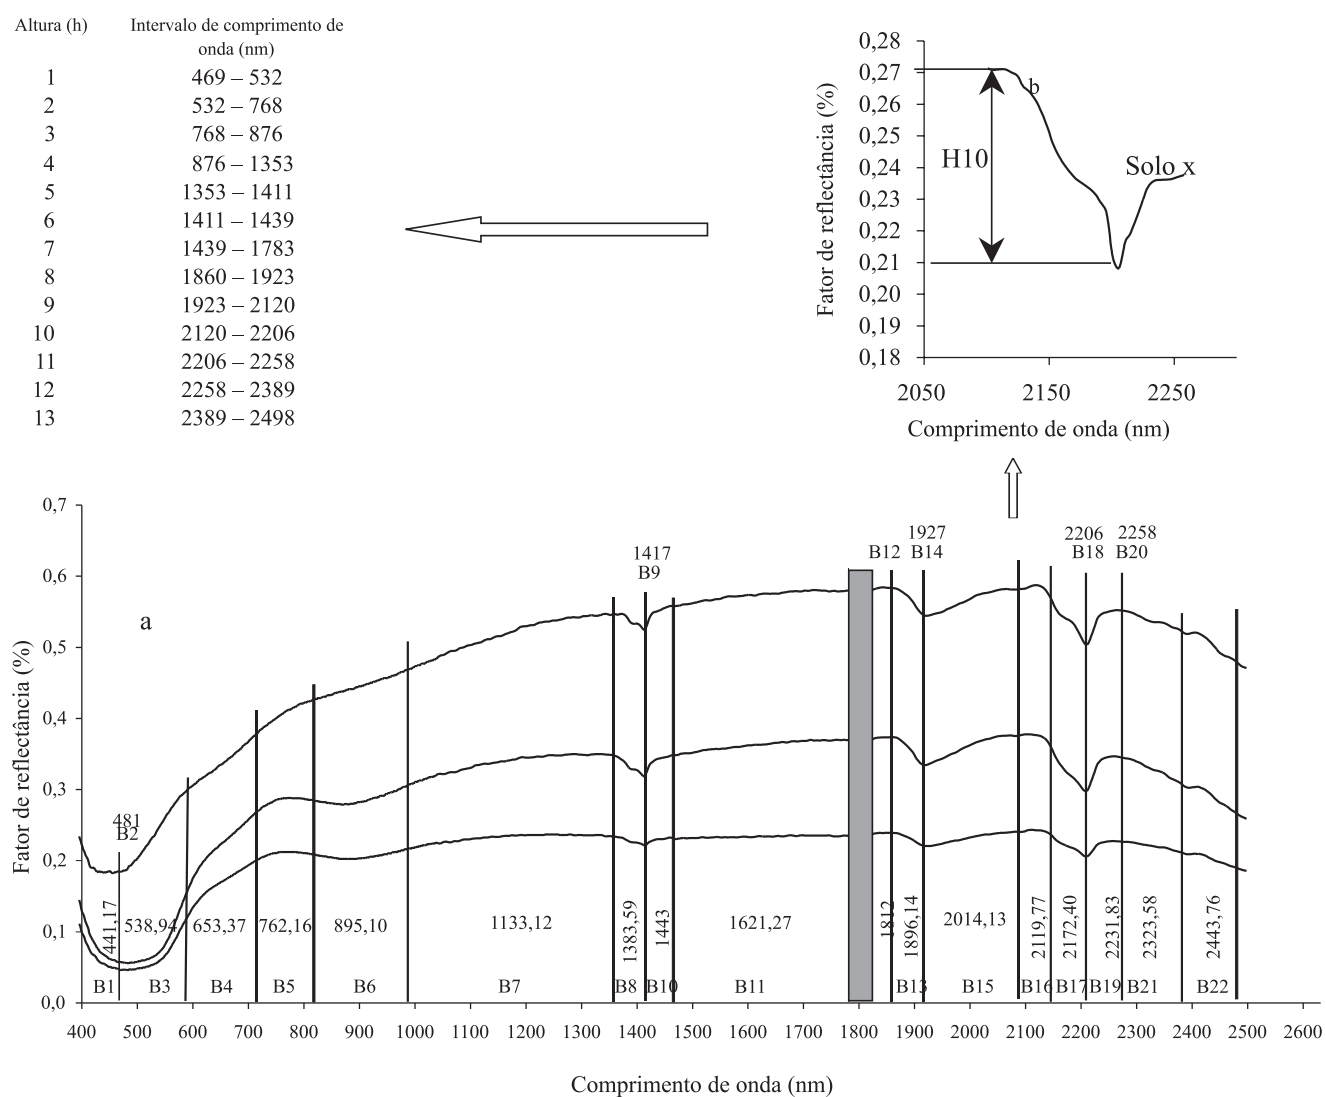 Altura (h) Intervalo de comprimento de
onda (nm)
1 469 – 532
2 532 – 768
3 768 – 876
4 876 – 1353
5 1353 – 1411
6 1411 – 1439
7 1439 – 1783
8 1860 – 1923
9 1923 – 2120
10 2120 – 2206
11 2206 – 2258
12 2258 – 2389
13 2389 – 2498
Fator de reflectância (%)
0,28
0,27
0,26
0,25
0,24
0,23
0,22
0,21
0,20
0,19
0,18
b
H10
Solo x
2050 2150 2250
Comprimento de onda (nm)
Fator de reflectância (%)
0,7
0,6
0,5
0,4
0,3
0,2
0,1
0,0
a
481
B2
1417
B9
B12
1927
B14
2206
B18
2258
B20
441,17 538,94 653,37 762,16 895,10 1133,12 1383,59 1443 1621,27 1812 1896,14 2014,13 2119,77 2172,40 2231,83 2323,58 2443,76
B1 B3 B4 B5 B6 B7 B8 B10 B11 B13 B15 B16 B17 B19 B21 B22
400 500 600 700 800 900 1000 1100 1200 1300 1400 1500 1600 1700 1800 1900 2000 2100 2200 2300 2400 2500 2600
Comprimento de onda (nm)